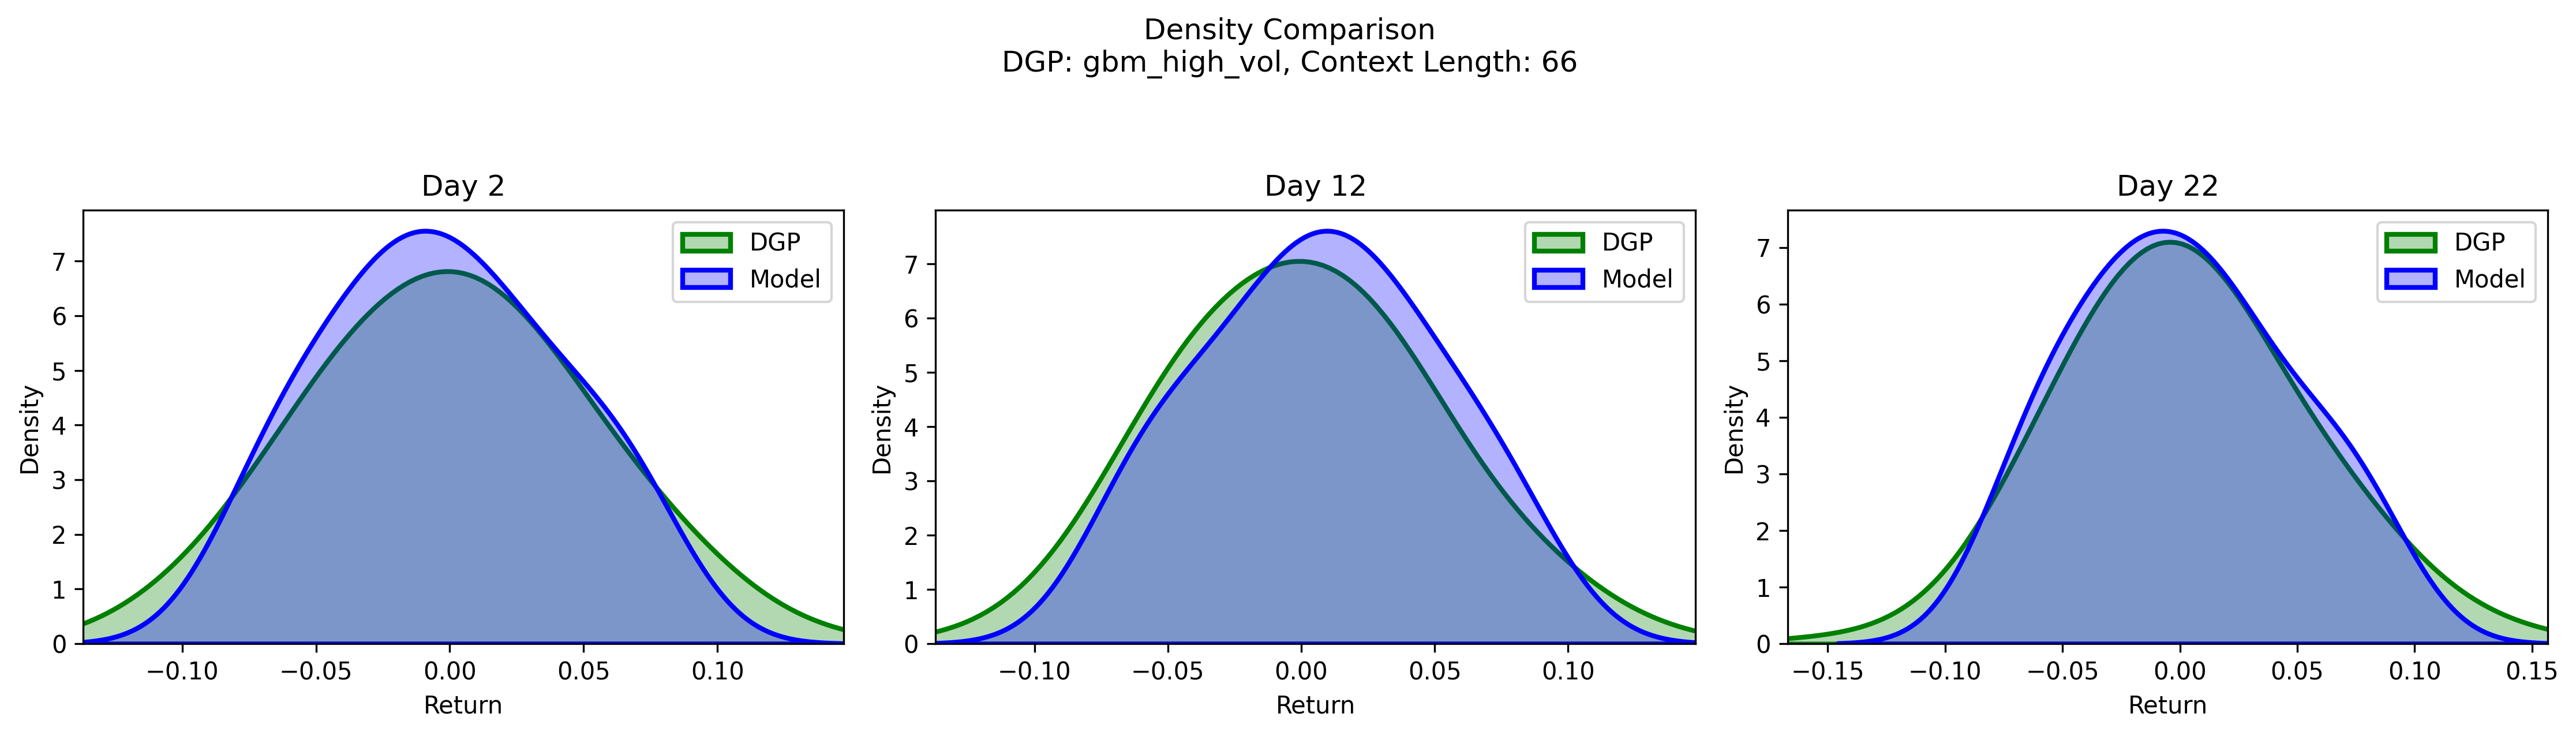 Density Comparison
DGP: gbm_high_vol, Context Length: 66
Day 2
7
6
5
4
3
2
1
0
Density
−0.10
−0.05
0.00
0.05
0.10
Return
DGP
Model
Day 12
7
6
5
4
3
2
1
0
Density
−0.10
−0.05
0.00
0.05
0.10
Return
DGP
Model
Day 22
7
6
5
4
3
2
1
0
Density
−0.15
−0.10
−0.05
0.00
0.05
0.10
0.15
Return
DGP
Model